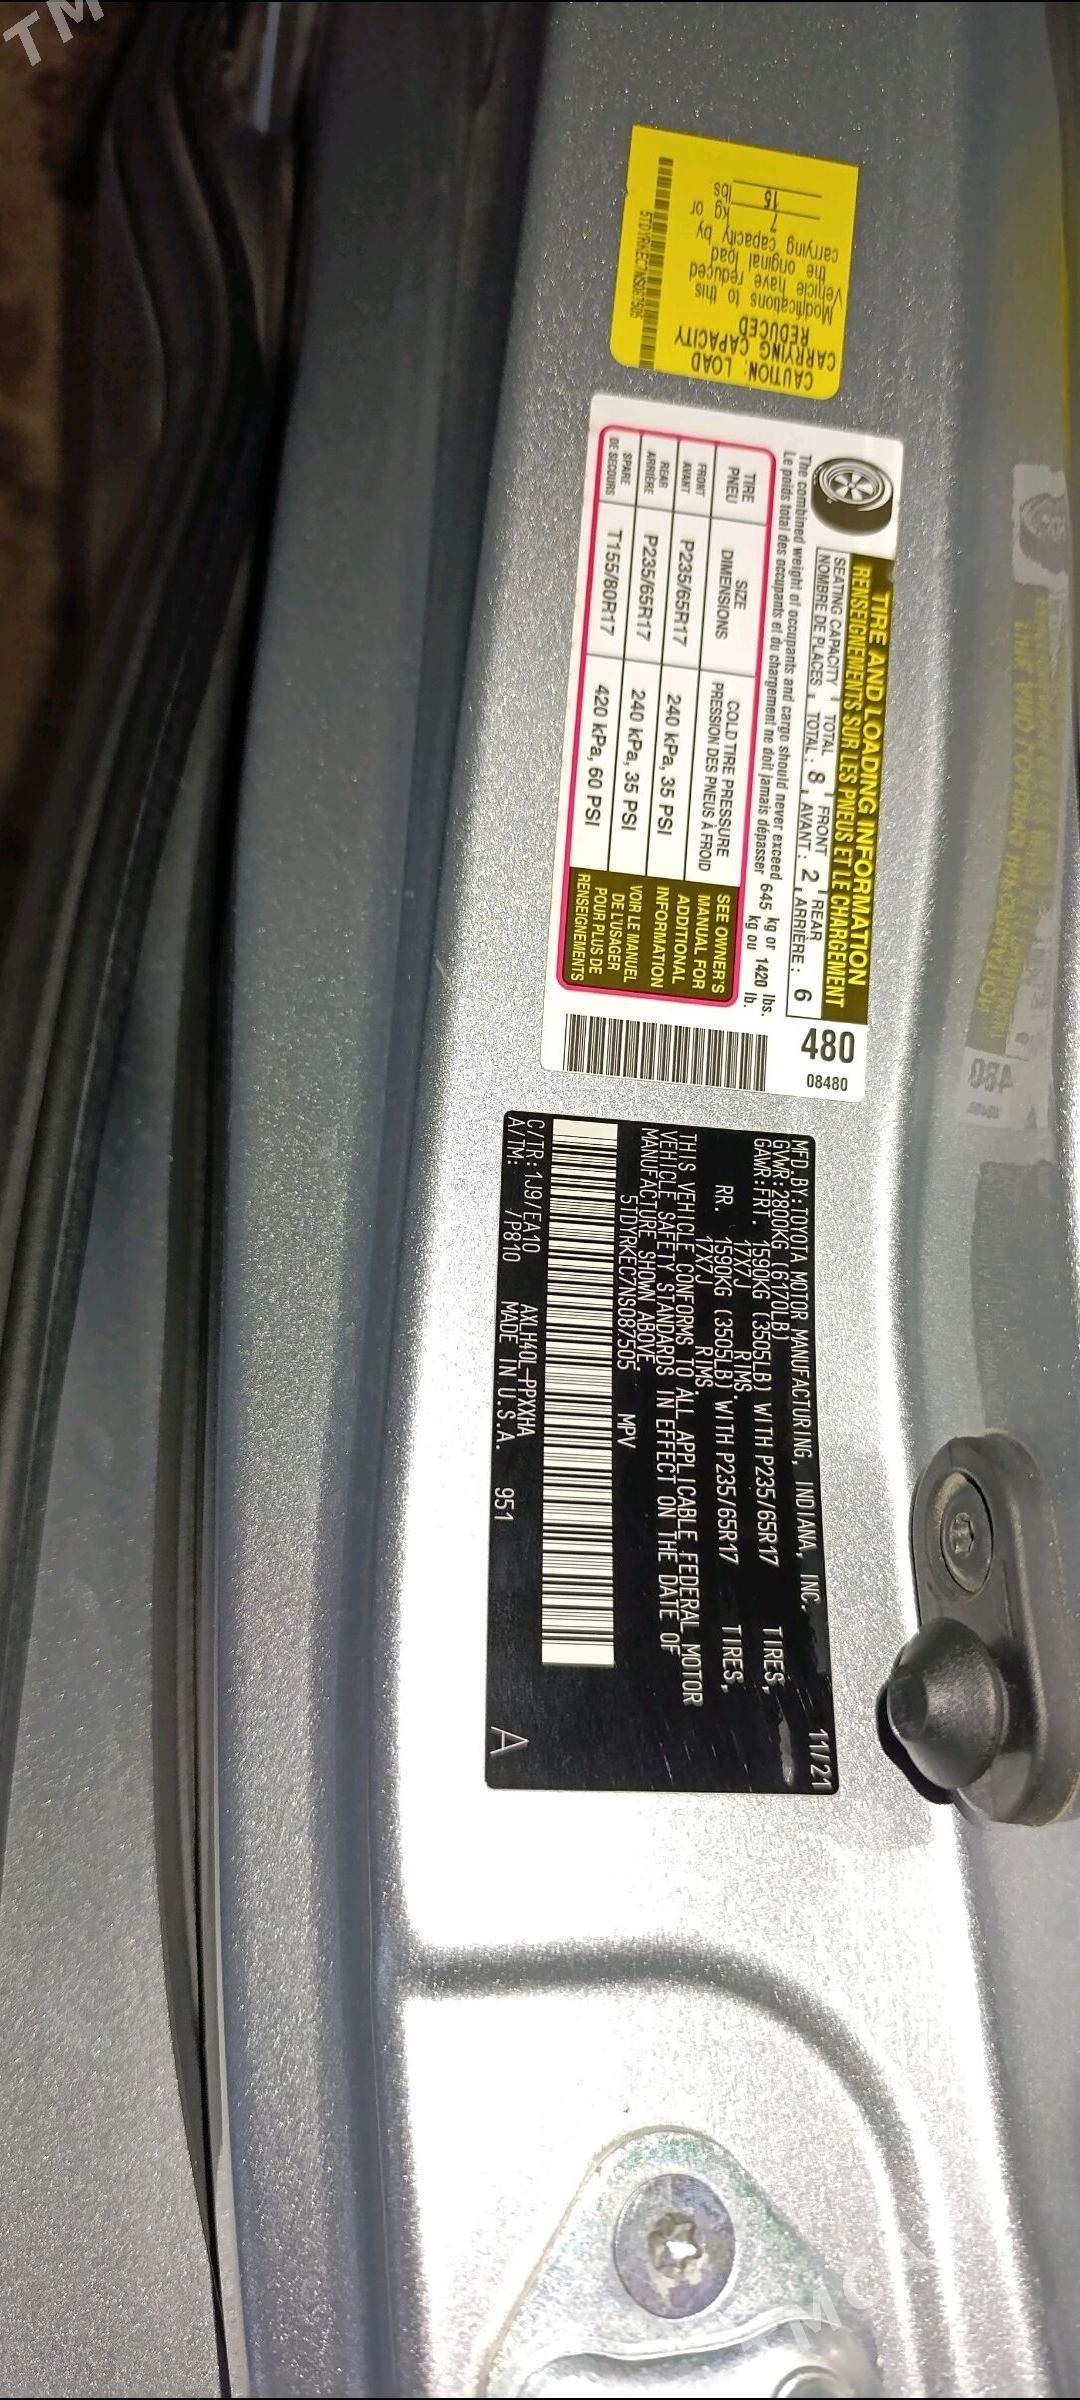 TM
CAUTION: LOAD
CARRYING CAPACITY
REDUCED
Modifications to this
Vehicle have reduced
the original load
carrying capacity by
7 kg or
15 lbs
5TDYRKEC7NS087505
TIRE AND LOADING INFORMATION
RENSEIGNEMENTS SUR LES PNEUS ET LE CHARGEMENT
SEATING CAPACITY TOTAL FRONT REAR
NOMBRE DE PLACES TOTAL: 8 AVANT: 2 ARRIÈRE: 6
The combined weight of occupants and cargo should never exceed 645 kg or 1420 lbs.
Le poids total des occupants et du chargement ne doit jamais dépasser kg ou lb.
TIRE SIZE COLD TIRE PRESSURE
PNEU DIMENSIONS PRESSION DES PNEUS À FROID
FRONT
AVANT P235/65R17 240 kPa, 35 PSI
REAR
ARRIÈRE P235/65R17 240 kPa, 35 PSI
SPARE
DE SECOURS T155/80R17 420 kPa, 60 PSI
SEE OWNER'S
MANUAL FOR
ADDITIONAL
INFORMATION
VOIR LE MANUEL
DE L'USAGER
POUR PLUS DE
RENSEIGNEMENTS
480
08480
MFD.BY:TOYOTA MOTOR MANUFACTURING, INDIANA, INC. 11/21
GVWR:2800KG (6170LB)
GAWR:FRT. 1590KG (3505LB) WITH P235/65R17 TIRES,
17X7J RIMS
RR. 1590KG (3505LB) WITH P235/65R17 TIRES,
17X7J RIMS
THIS VEHICLE CONFORMS TO ALL APPLICABLE FEDERAL MOTOR
VEHICLE SAFETY STANDARDS IN EFFECT ON THE DATE OF
MANUFACTURE SHOWN ABOVE.
5TDYRKEC7NS087505 MPV
C/TR:1J9/EA10 AXLH40L-PPXXHA
A/TM: /P810 MADE IN U.S.A. 951 A